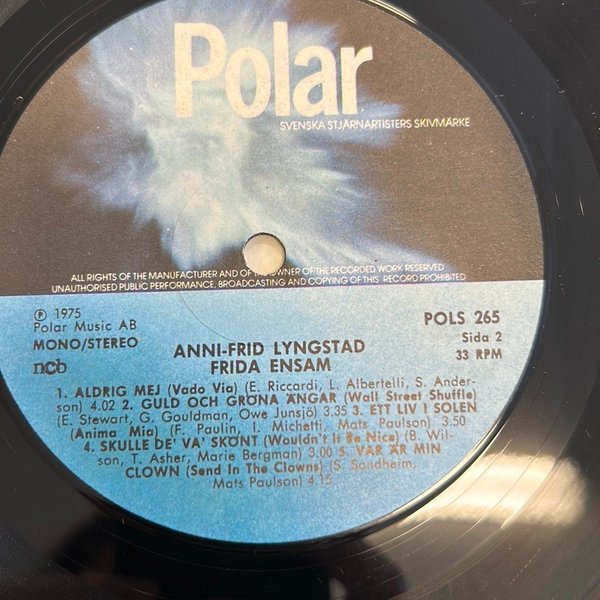 Polar
SVENSKA STJÄRNARTISTERS SKIVMÄRKE
ALL RIGHTS OF THE MANUFACTURER AND OF THE OWNER OF THE RECORDED WORK RESERVED
UNAUTHORISED PUBLIC PERFORMANCE, BROADCASTING AND COPYING OF THIS RECORD PROHIBITED
℗ 1975
Polar Music AB
MONO/STEREO
ncb
POLS 265
Sida 2
33 RPM
ANNI-FRID LYNGSTAD
FRIDA ENSAM
1. ALDRIG MEJ (Vado Via) (E. Riccardi, L. Albertelli, S. Ander-
son) 4.02 2. GULD OCH GRÖNA ÄNGAR (Wall Street Shuffle)
(E. Stewart, G. Gouldman, Owe Junsjö) 3.35 3. ETT LIV I SOLEN
(Anima Mia) (F. Paulin, I. Michetti, Mats Paulson) 3.50
4. SKULLE DE' VA' SKÖNT (Wouldn't It Be Nice) (B. Wil-
son, T. Asher, Marie Bergman) 3.00 5. VAR ÄR MIN
CLOWN (Send In The Clowns) (S. Sondheim,
Mats Paulson) 4.15